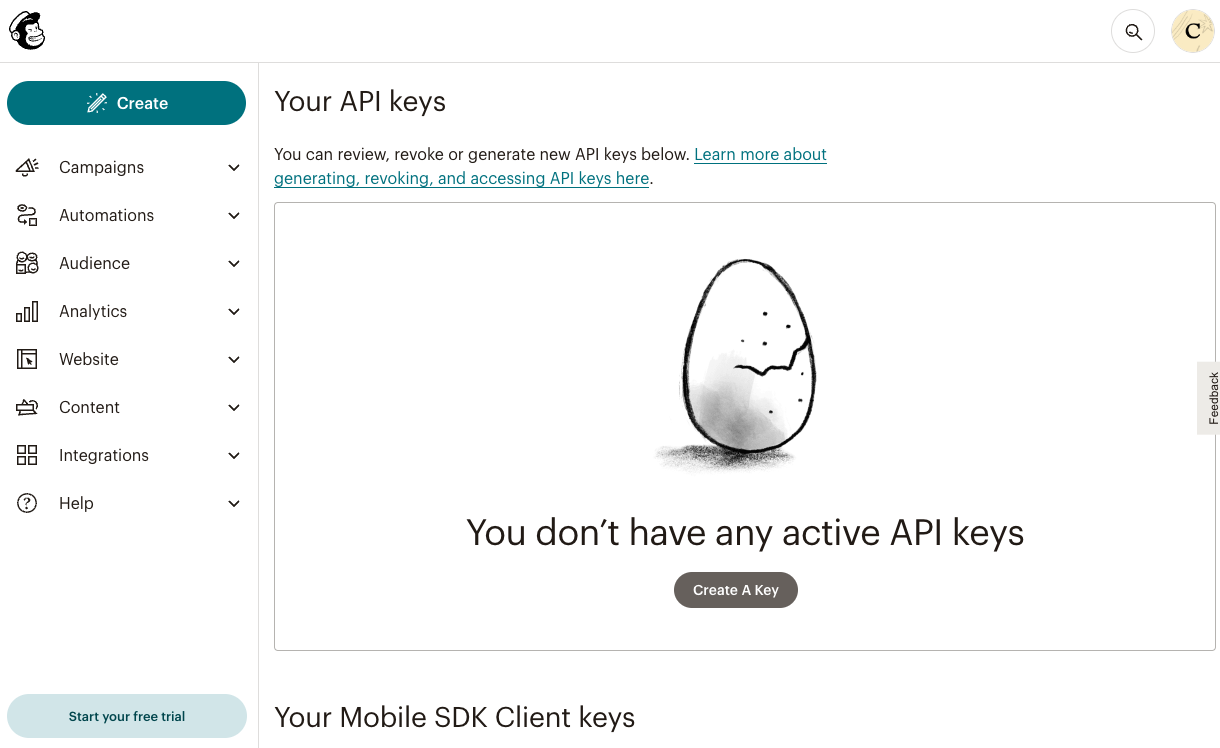 C
Create
Campaigns
Automations
Audience
Analytics
Website
Content
Integrations
Help
Start your free trial
Your API keys
You can review, revoke or generate new API keys below. Learn more about
generating, revoking, and accessing API keys here.
You don’t have any active API keys
Create A Key
Your Mobile SDK Client keys
Feedback